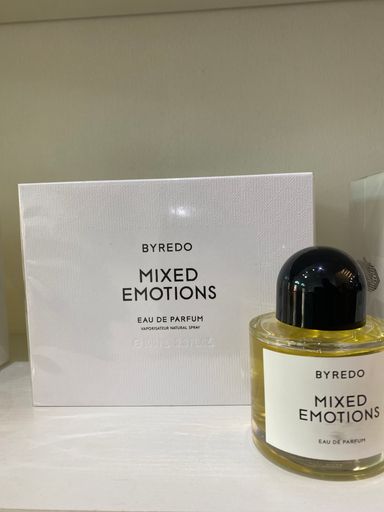 BYREDO
MIXED
EMOTIONS
EAU DE PARFUM
VAPORISATEUR NATURAL SPRAY
BYREDO
MIXED
EMOTIONS
EAU DE PARFUM